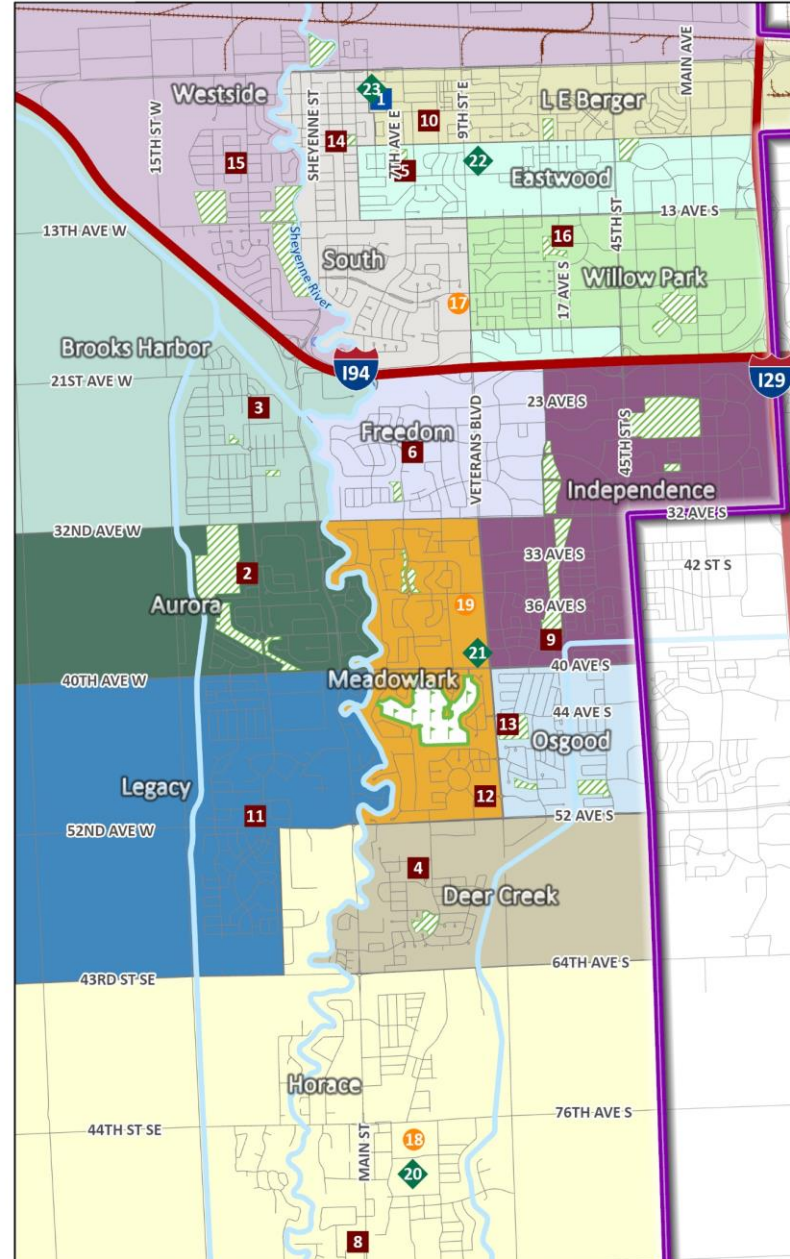 MAIN AVE
23
1
Westside
L E Berger
15TH ST W
SHEYENNE ST
7TH AVE E
9TH ST E
10
14
15
5
22
Eastwood
45TH ST
13 AVE S
13TH AVE W
Sheyenne River
16
South
17 AVE S
Willow Park
17
Brooks Harbor
I94
I29
21ST AVE W
3
VETERANS BLVD
23 AVE S
45TH ST S
Freedom
6
Independence
32 AVE S
32ND AVE W
33 AVE S
42 ST S
2
Aurora
19
36 AVE S
9
21
40 AVE S
40TH AVE W
Meadowlark
44 AVE S
13
Osgood
Legacy
11
12
52 AVE S
52ND AVE W
4
Deer Creek
43RD ST SE
64TH AVE S
Horace
76TH AVE S
44TH ST SE
MAIN ST
18
20
8